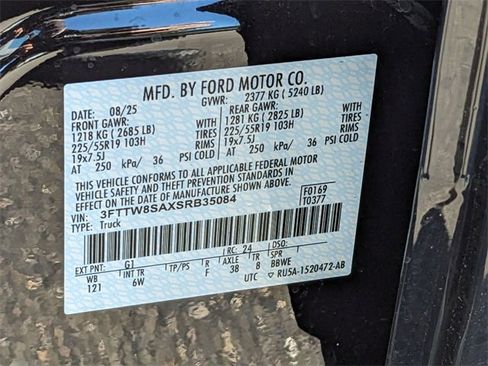 MFD. BY FORD MOTOR CO.
DATE: 08/25 GVWR: 2377 KG ( 5240 LB)
FRONT GAWR: REAR GAWR:
1218 KG ( 2685 LB) WITH 1281 KG ( 2825 LB) WITH
225/55R19 103H TIRES 225/55R19 103H TIRES
19x7.5J RIMS 19x7.5J RIMS
AT 250 kPa/ 36 PSI COLD AT 250 kPa/ 36 PSI COLD
THIS VEHICLE CONFORMS TO ALL APPLICABLE FEDERAL MOTOR
VEHICLE SAFETY AND THEFT PREVENTION STANDARDS IN
EFFECT ON THE DATE OF MANUFACTURE SHOWN ABOVE.
VIN: 3FTTW8SAXSRB35084 F0169
TYPE: Truck T0377
EXT PNT: G1 RC: 24 DSO:
WB INT TR TP/PS R AXLE TR SPR
121 6W F 38 8 BBWE
UTC ▽ RU5A-1520472-AB